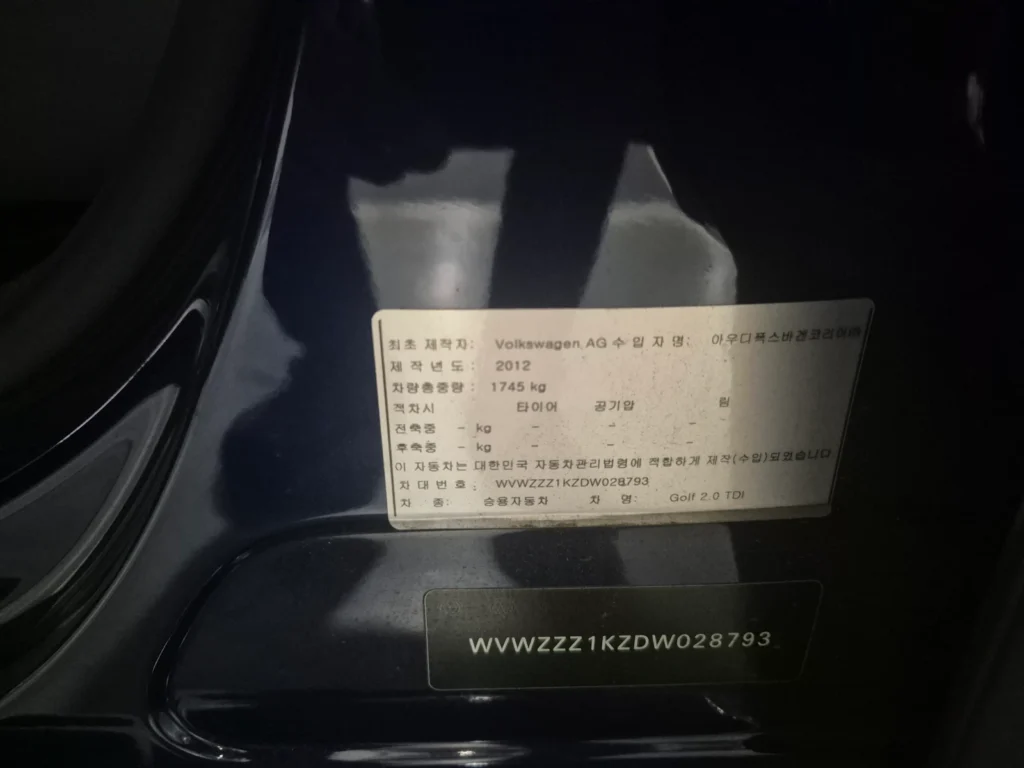 최초 제작자: Volkswagen AG 수 입 자 명: 아우디폭스바겐코리아㈜
제 작 년 도 : 2012
차량총중량 : 1745 kg
적차시 타이어 공기압 림
전축중 - kg - - -
후축중 - kg - - -
이 자동차는 대한민국 자동차관리법령에 적합하게 제작(수입)되었습니다
차 대 번 호 : WVWZZZ1KZDW028793
차 종: 승용자동차 차 명: Golf 2.0 TDI
WVWZZZ1KZDW028793